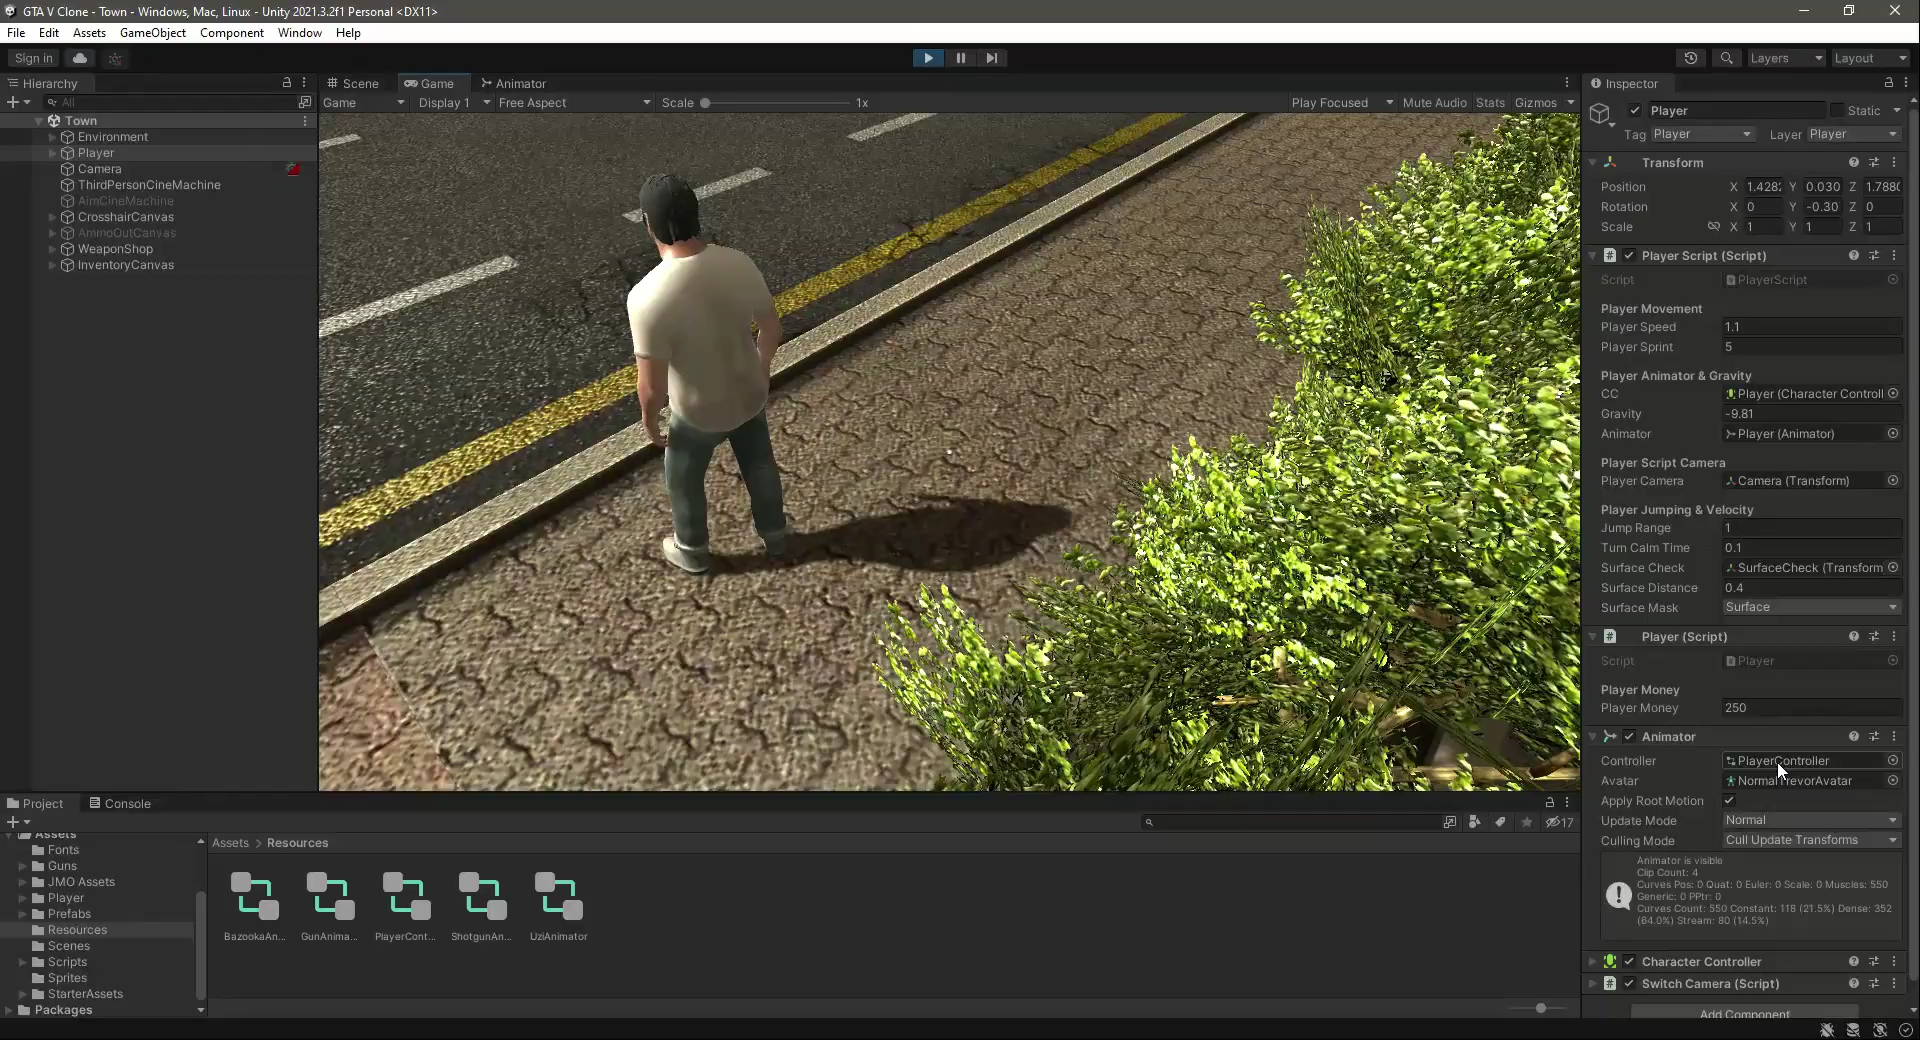 GTA V Clone - Town - Windows, Mac, Linux - Unity 2021.3.2f1 Personal <DX11>
File Edit Assets GameObject Component Window Help
Sign in
Layers Layout
Hierarchy
All
Town
Environment
Player
Camera
ThirdPersonCineMachine
AimCineMachine
CrosshairCanvas
AmmoOutCanvas
WeaponShop
InventoryCanvas
Scene Game Animator
Game Display 1 Free Aspect Scale 1x Play Focused Mute Audio Stats Gizmos
Inspector
Player Static
Tag Player Layer Player
Transform
Position X 1.428 Y 0.030 Z 1.788
Rotation X 0 Y -0.30 Z 0
Scale X 1 Y 1 Z 1
Player Script (Script)
Script PlayerScript
Player Movement
Player Speed 1.1
Player Sprint 5
Player Animator & Gravity
CC Player (Character Controll
Gravity -9.81
Animator Player (Animator)
Player Script Camera
Player Camera Camera (Transform)
Player Jumping & Velocity
Jump Range 1
Turn Calm Time 0.1
Surface Check SurfaceCheck (Transform
Surface Distance 0.4
Surface Mask Surface
Player (Script)
Script Player
Player Money
Player Money 250
Animator
Controller PlayerController
Avatar NormalTrevorAvatar
Apply Root Motion
Update Mode Normal
Culling Mode Cull Update Transforms
Animator is visible
Clip Count: 4
Curves Pos: 0 Quat: 0 Euler: 0 Scale: 0 Muscles: 550
Generic: 0 PPtr: 0
Curves Count: 550 Constant: 118 (21.5%) Dense: 352
(64.0%) Stream: 80 (14.5%)
Character Controller
Switch Camera (Script)
Add Component
Project Console
17
Assets
Fonts
Guns
JMO Assets
Player
Prefabs
Resources
Scenes
Scripts
Sprites
StarterAssets
Packages
Assets > Resources
BazookaAn... GunAnima... PlayerCont... ShotgunAn... UziAnimator